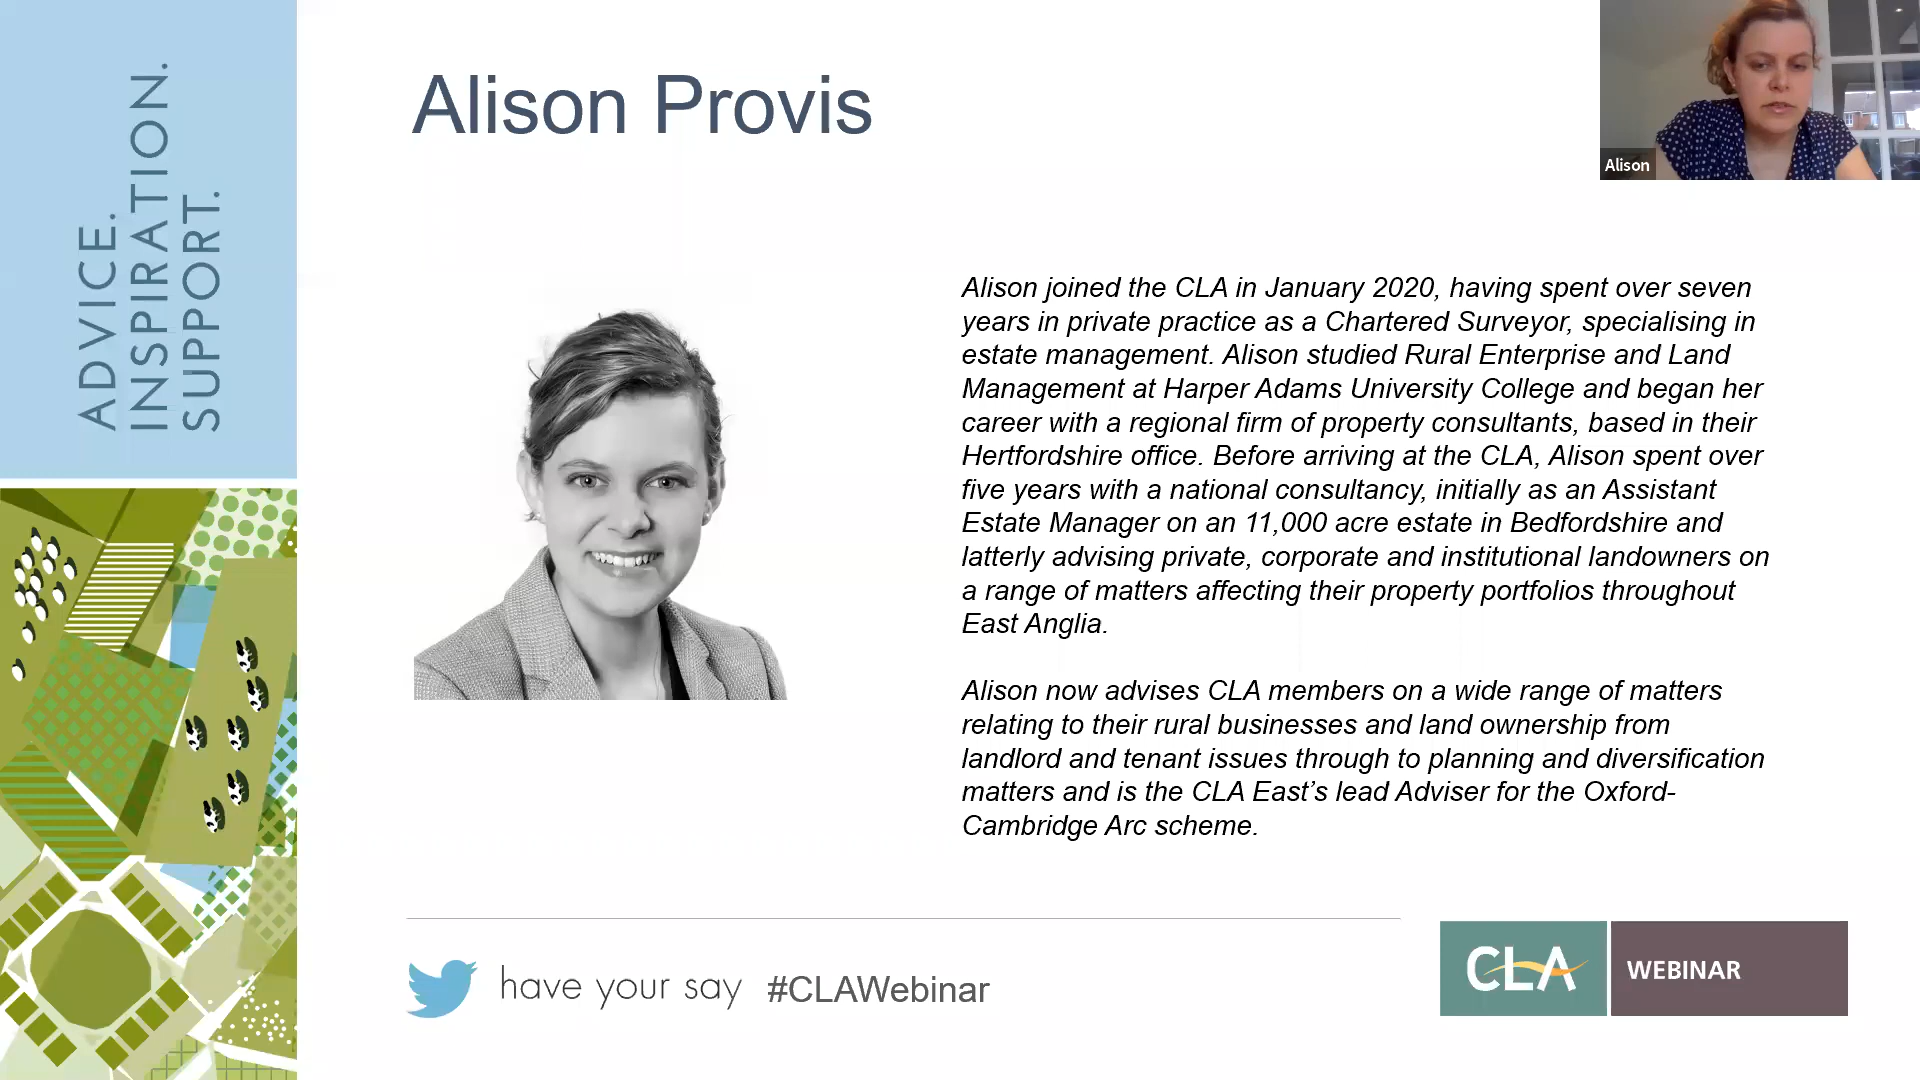 ADVICE.
INSPIRATION.
SUPPORT.
Alison Provis
Alison
Alison joined the CLA in January 2020, having spent over seven
years in private practice as a Chartered Surveyor, specialising in
estate management. Alison studied Rural Enterprise and Land
Management at Harper Adams University College and began her
career with a regional firm of property consultants, based in their
Hertfordshire office. Before arriving at the CLA, Alison spent over
five years with a national consultancy, initially as an Assistant
Estate Manager on an 11,000 acre estate in Bedfordshire and
latterly advising private, corporate and institutional landowners on
a range of matters affecting their property portfolios throughout
East Anglia.
Alison now advises CLA members on a wide range of matters
relating to their rural businesses and land ownership from
landlord and tenant issues through to planning and diversification
matters and is the CLA East’s lead Adviser for the Oxford-
Cambridge Arc scheme.
have your say #CLAWebinar
CLA WEBINAR